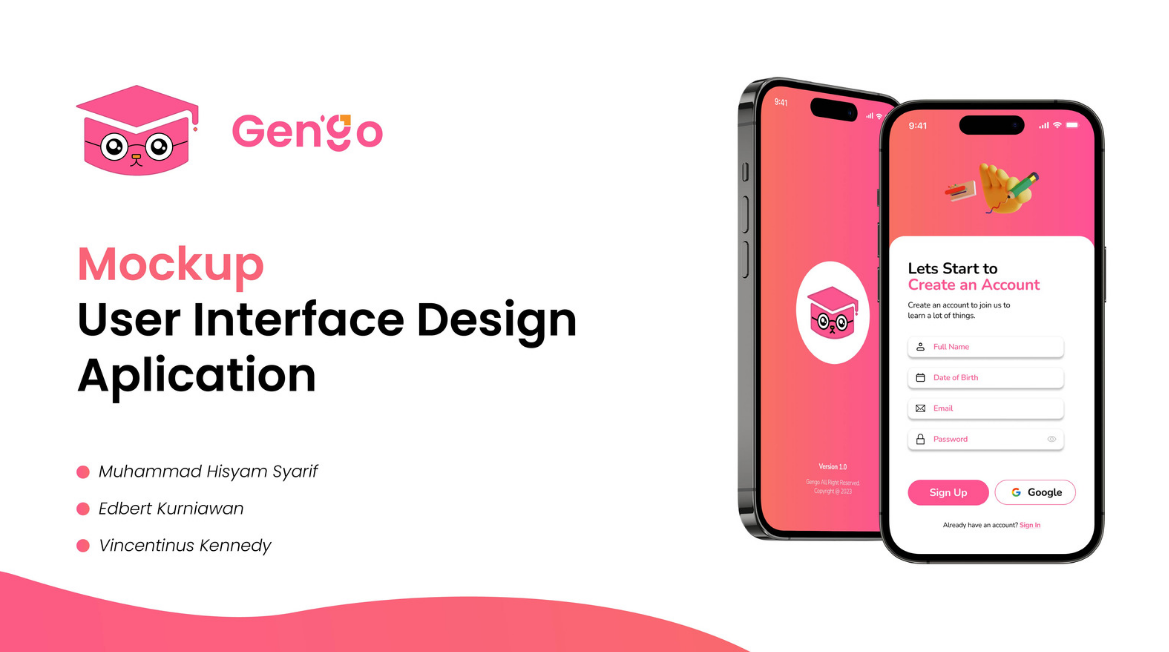 Gengo
Mockup
User Interface Design
Aplication
Muhammad Hisyam Syarif
Edbert Kurniawan
Vincentinus Kennedy
9:41
Version 1.0
Gengo All.Right Reserved.
Copyright @ 2023
9:41
Lets Start to
Create an Account
Create an account to join us to
learn a lot of things.
Full Name
Date of Birth
Email
Password
Sign Up
G Google
Already have an account? Sign In